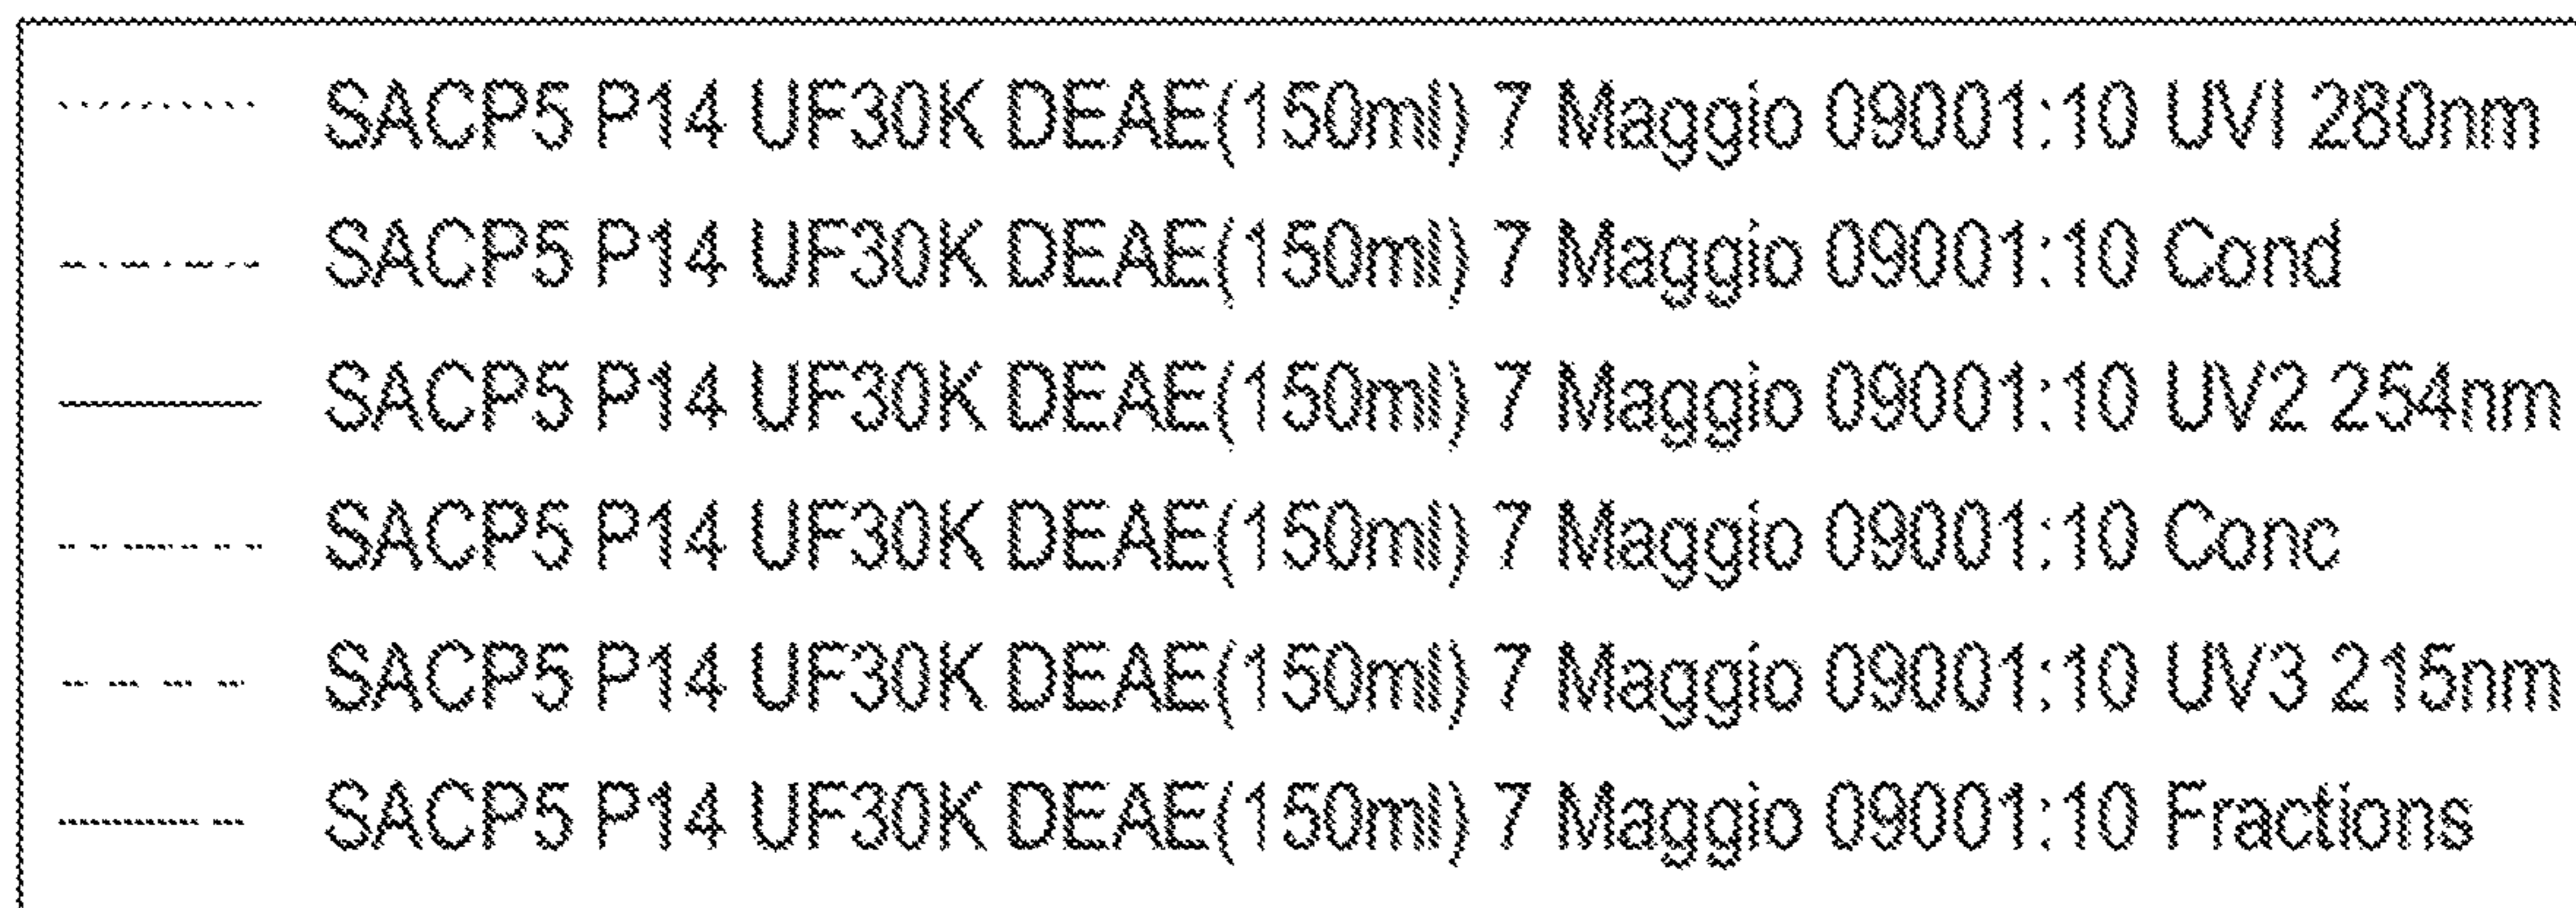 SACP5 P14 UF30K DEAE(150ml) 7 Maggio 09001:10 UVI 280nm
SACP5 P14 UF30K DEAE(150ml) 7 Maggio 09001:10 Cond
SACP5 P14 UF30K DEAE(150ml) 7 Maggio 09001:10 UV2 254nm
SACP5 P14 UF30K DEAE(150ml) 7 Maggio 09001:10 Conc
SACP5 P14 UF30K DEAE(150ml) 7 Maggio 09001:10 UV3 215nm
SACP5 P14 UF30K DEAE(150ml) 7 Maggio 09001:10 Fractions